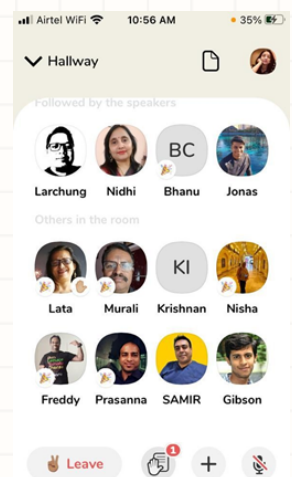 Airtel WiFi 10:56 AM 35%
Hallway
Followed by the speakers
BC
Larchung Nidhi Bhanu Jonas
Others in the room
KI
Lata Murali Krishnan Nisha
Freddy Prasanna SAMIR Gibson
Leave 1 +